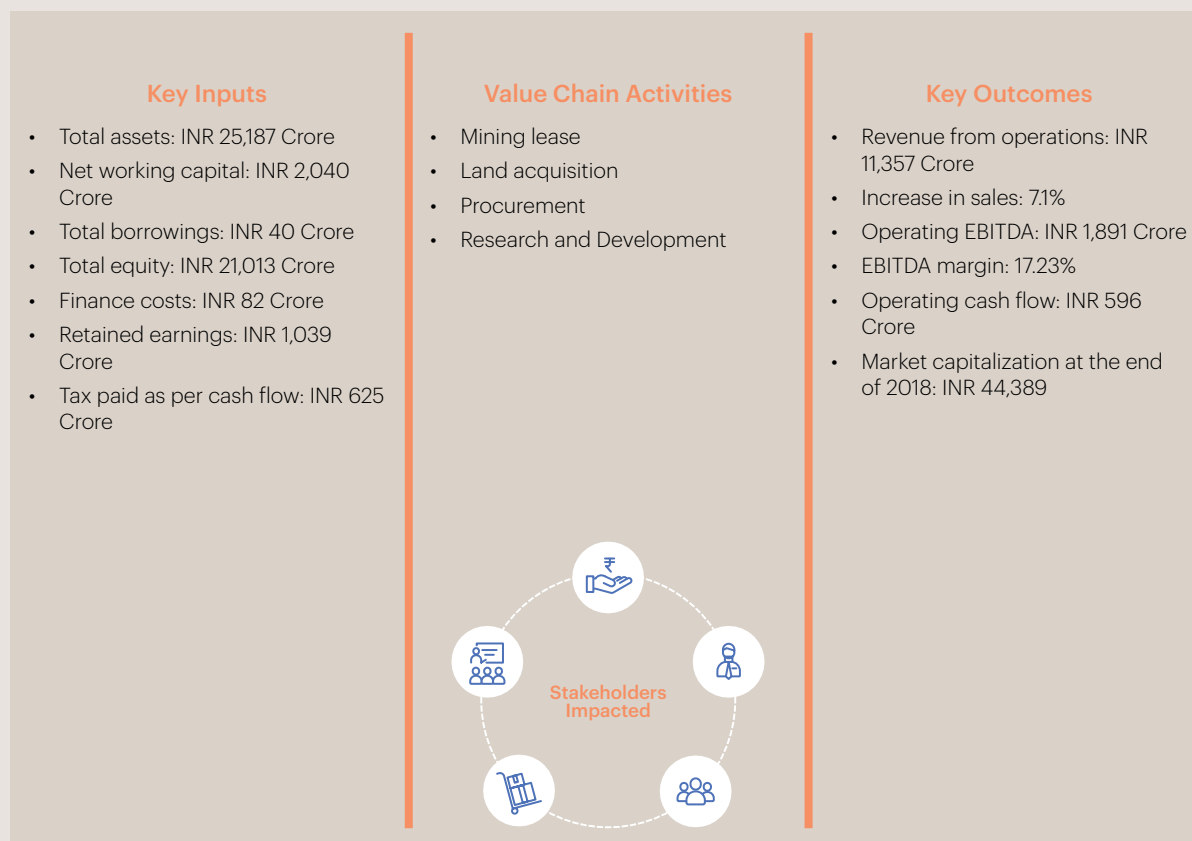 Key Inputs
• Total assets: INR 25,187 Crore
• Net working capital: INR 2,040
Crore
• Total borrowings: INR 40 Crore
• Total equity: INR 21,013 Crore
• Finance costs: INR 82 Crore
• Retained earnings: INR 1,039
Crore
• Tax paid as per cash flow: INR 625
Crore
Value Chain Activities
• Mining lease
• Land acquisition
• Procurement
• Research and Development
₹
Stakeholders
Impacted
Key Outcomes
• Revenue from operations: INR
11,357 Crore
• Increase in sales: 7.1%
• Operating EBITDA: INR 1,891 Crore
• EBITDA margin: 17.23%
• Operating cash flow: INR 596
Crore
• Market capitalization at the end
of 2018: INR 44,389